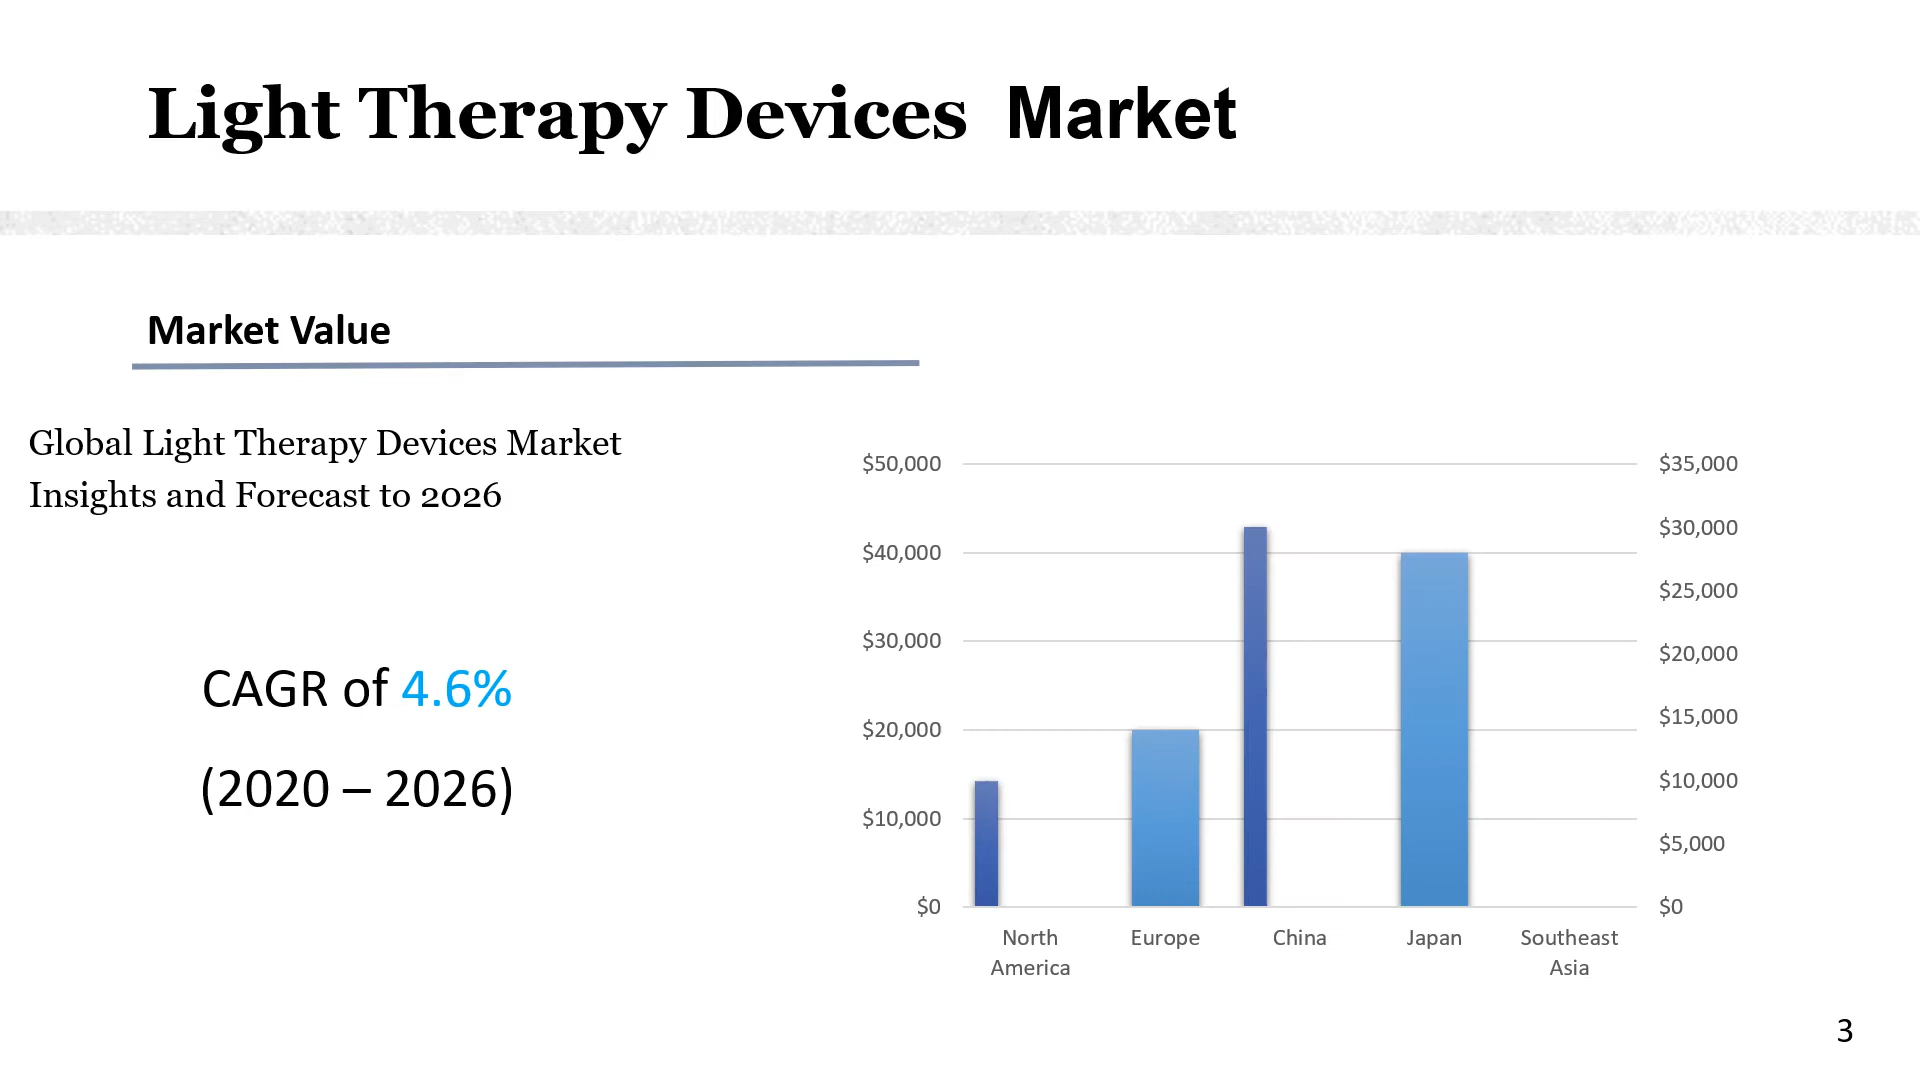 Light Therapy Devices Market
Market Value
Global Light Therapy Devices Market
Insights and Forecast to 2026
CAGR of 4.6%
(2020 – 2026)
$50,000
$40,000
$30,000
$20,000
$10,000
$0
$35,000
$30,000
$25,000
$20,000
$15,000
$10,000
$5,000
$0
North America
Europe
China
Japan
Southeast Asia
3